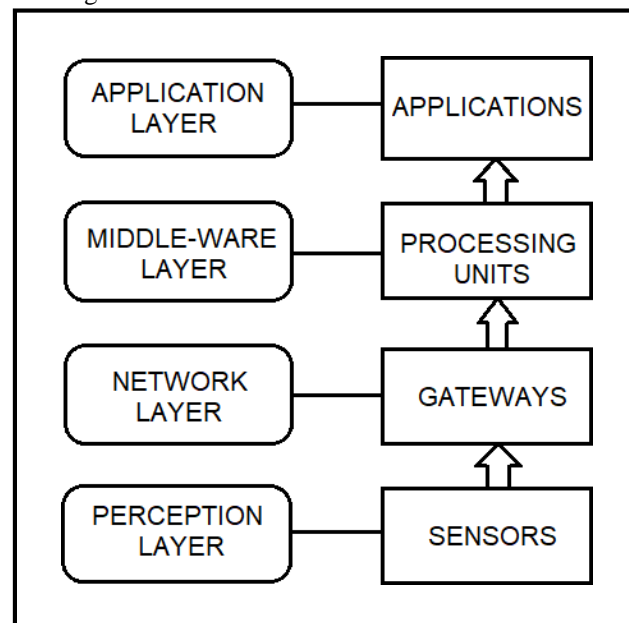 APPLICATION
LAYER
APPLICATIONS
MIDDLE-WARE
LAYER
PROCESSING
UNITS
NETWORK
LAYER
GATEWAYS
PERCEPTION
LAYER
SENSORS